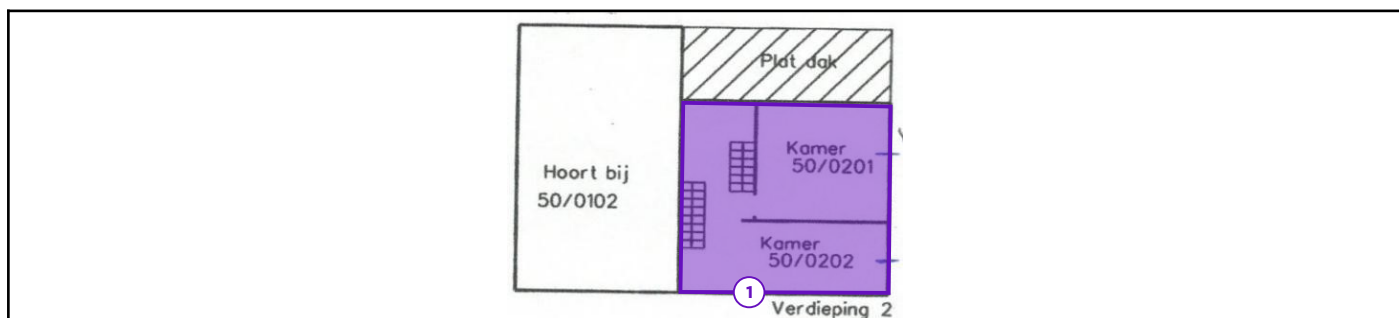 Plat dak
Kamer
50/0201
Hoort bij
50/0102
Kamer
50/0202
1
Verdieping 2